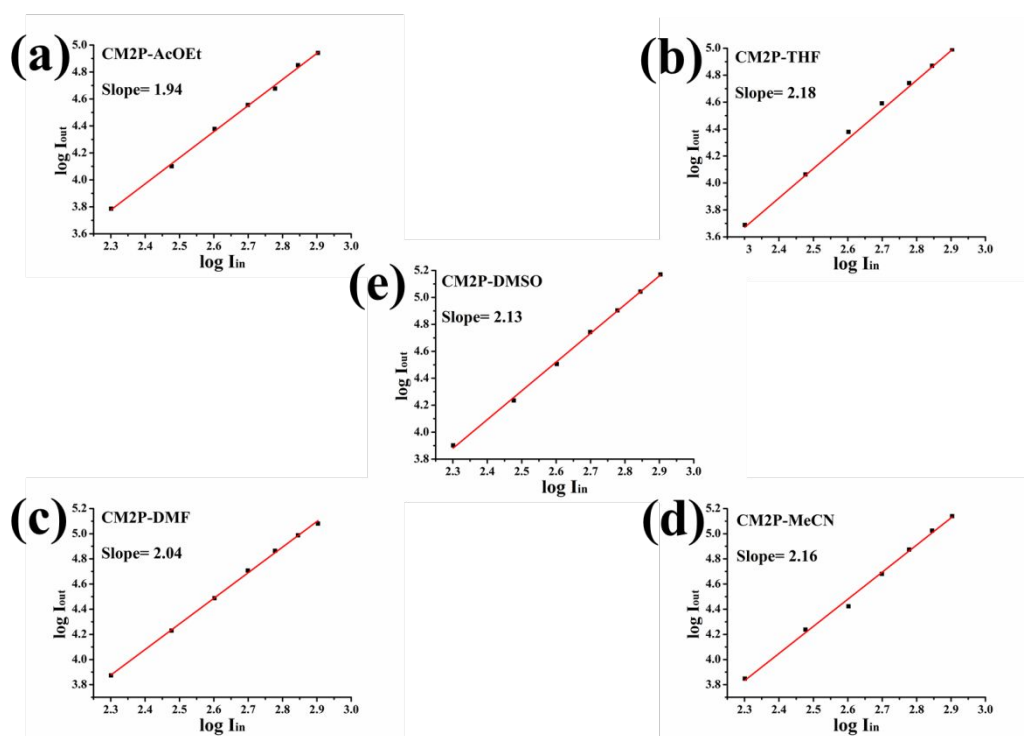 (a)
CM2P-AcOEt
Slope= 1.94
log Iout
5.0
4.8
4.6
4.4
4.2
4.0
3.8
3.6
2.3 2.4 2.5 2.6 2.7 2.8 2.9 3.0
log Iin
(b)
CM2P-THF
Slope= 2.18
log Iout
5.0
4.8
4.6
4.4
4.2
4.0
3.8
3.6
3 2.4 2.5 2.6 2.7 2.8 2.9 3.0
log Iin
(e)
CM2P-DMSO
Slope= 2.13
log Iout
5.2
5.0
4.8
4.6
4.4
4.2
4.0
3.8
2.3 2.4 2.5 2.6 2.7 2.8 2.9 3.0
log Iin
(c)
CM2P-DMF
Slope= 2.04
log Iout
5.2
5.0
4.8
4.6
4.4
4.2
4.0
3.8
2.3 2.4 2.5 2.6 2.7 2.8 2.9 3.0
log Iin
(d)
CM2P-MeCN
Slope= 2.16
log Iout
5.2
5.0
4.8
4.6
4.4
4.2
4.0
3.8
2.3 2.4 2.5 2.6 2.7 2.8 2.9 3.0
log Iin